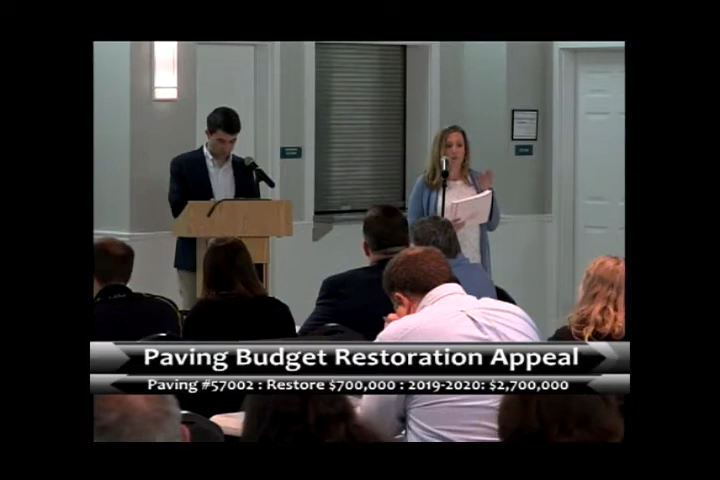 Paving Budget Restoration Appeal
Paving #57002 : Restore $700,000 : 2019-2020: $2,700,000